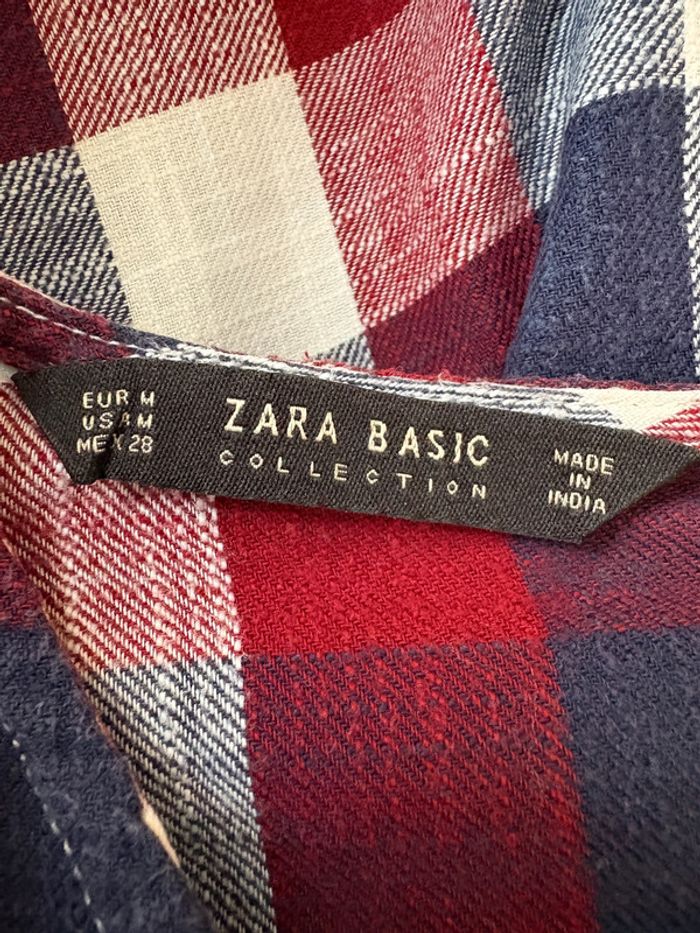 EUR M
USA M
MEX 28
ZARA BASIC
COLLECTION
MADE
IN
INDIA